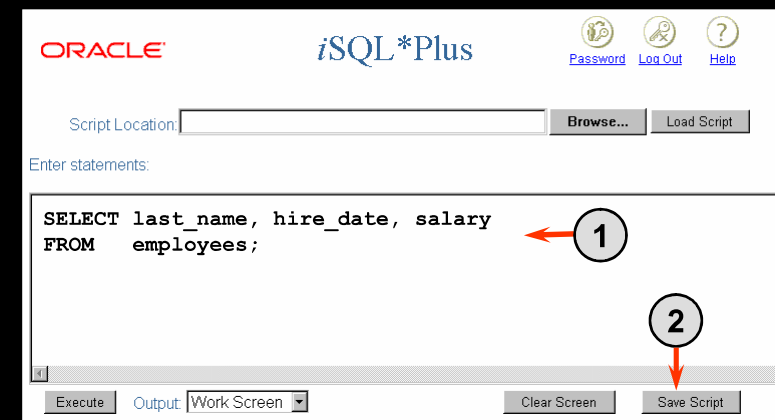 ORACLE®
iSQL*Plus
Password Log Out Help
Script Location: Browse... Load Script
Enter statements:
SELECT last_name, hire_date, salary
FROM employees;
1
2
Execute Output: Work Screen Clear Screen Save Script